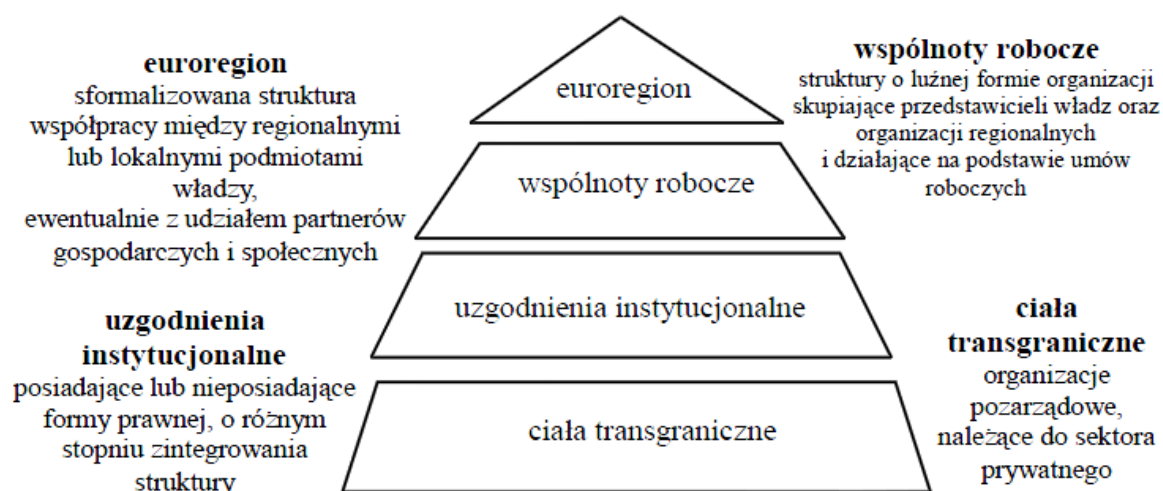 euroregion
sformalizowana struktura
współpracy między regionalnymi
lub lokalnymi podmiotami
władzy,
ewentualnie z udziałem partnerów
gospodarczych i społecznych
euroregion
wspólnoty robocze
struktury o luźnej formie organizacji
skupiające przedstawicieli władz oraz
organizacji regionalnych
i działające na podstawie umów
roboczych
wspólnoty robocze
uzgodnienia instytucjonalne
uzgodnienia
instytucjonalne
posiadające lub nieposiadające
formy prawnej, o różnym
stopniu zintegrowania
struktury
ciała transgraniczne
ciała
transgraniczne
organizacje
pozarządowe,
należące do sektora
prywatnego